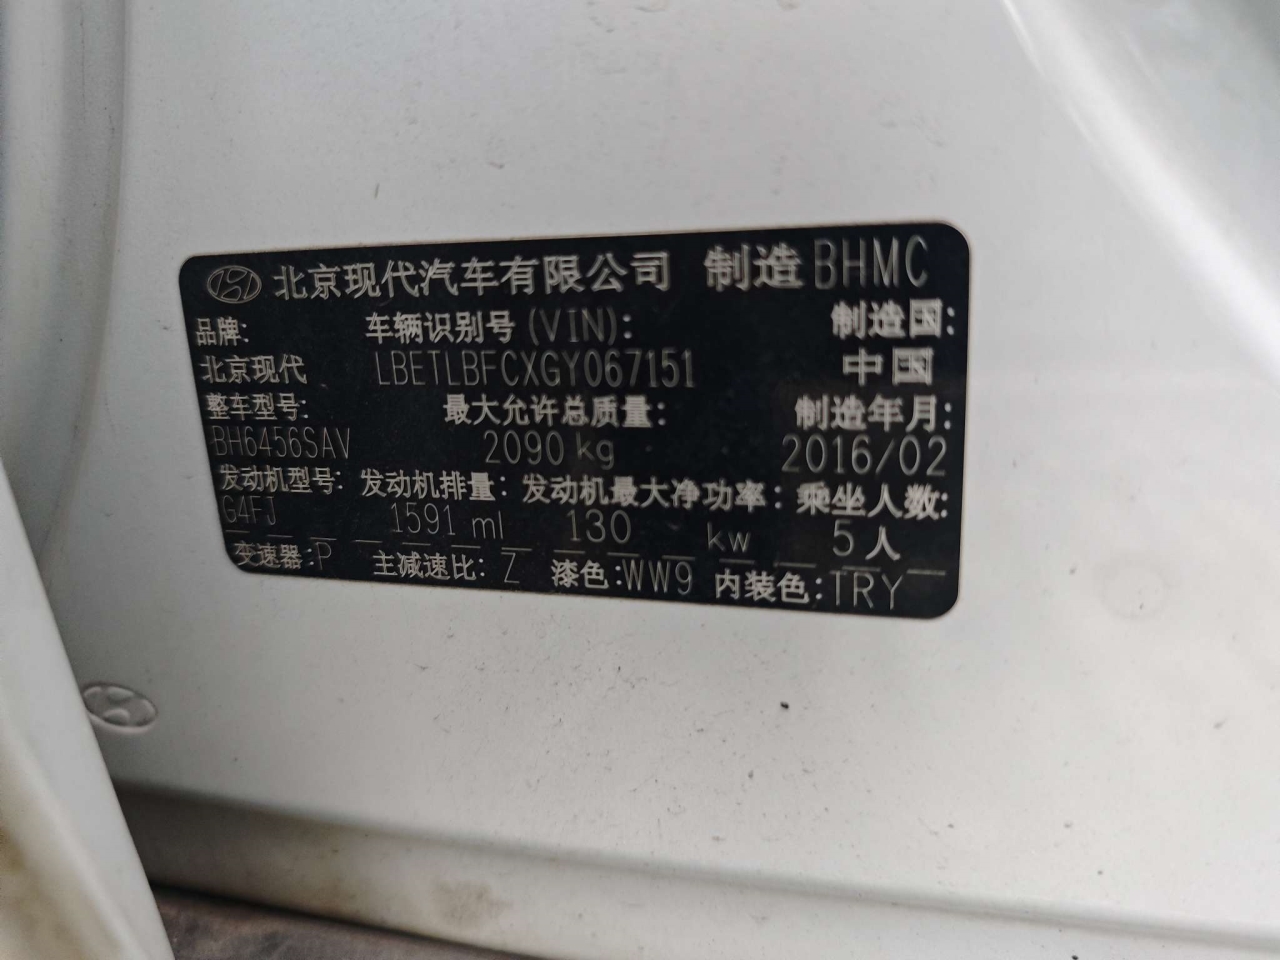 北京现代汽车有限公司 制造 BHMC
品牌: 车辆识别号(VIN): 制造国:
北京现代 LBETLBFCXGY067151 中国
整车型号: 最大允许总质量: 制造年月:
BH6456SAV 2090kg 2016/02
发动机型号: 发动机排量: 发动机最大净功率: 乘坐人数:
G4FJ 1591 ml 130 kw 5人
变速器:P 主减速比: Z 漆色:WW9 内装色:TRY